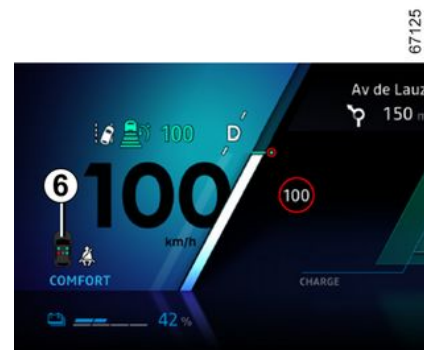 67125
Av de Lauz
150 m
100
D
6
100
100
km/h
COMFORT
CHARGE
42 %